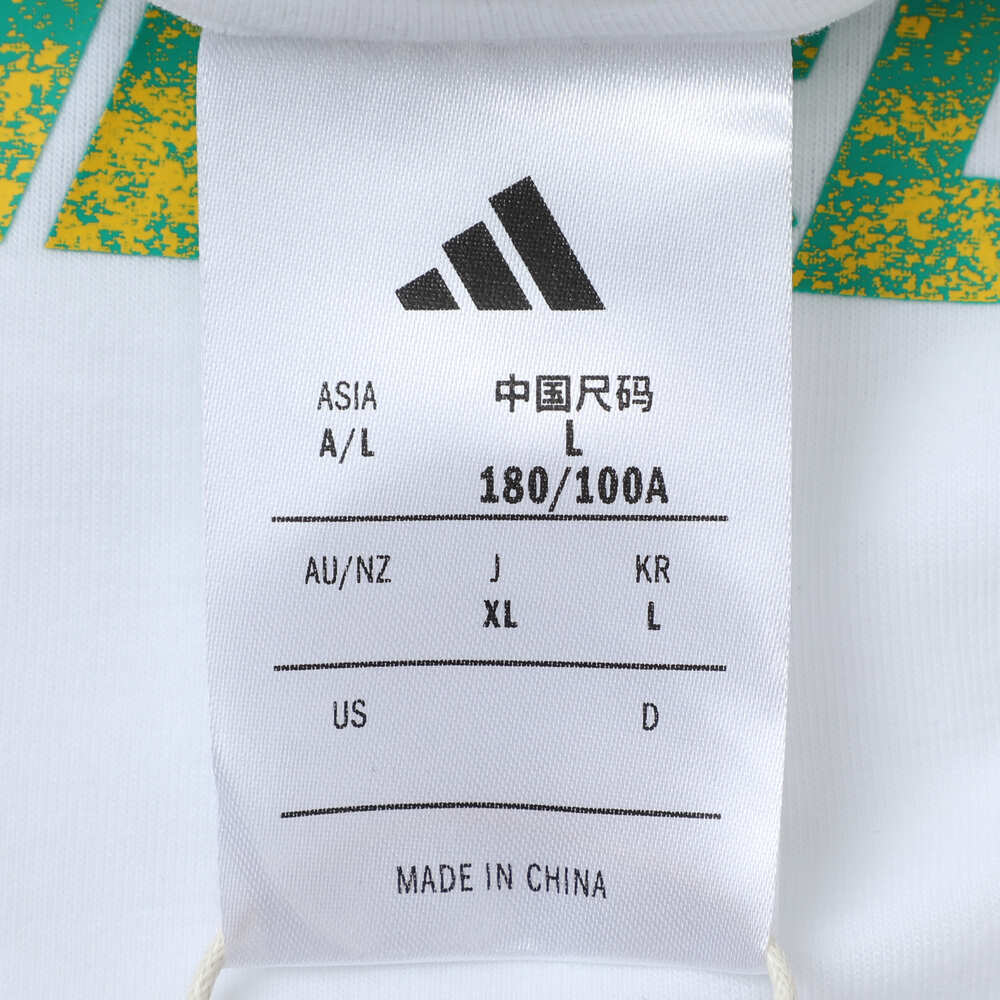 ASIA 中国尺码
A/L L
180/100A
AU/NZ J KR
XL L
US D
MADE IN CHINA